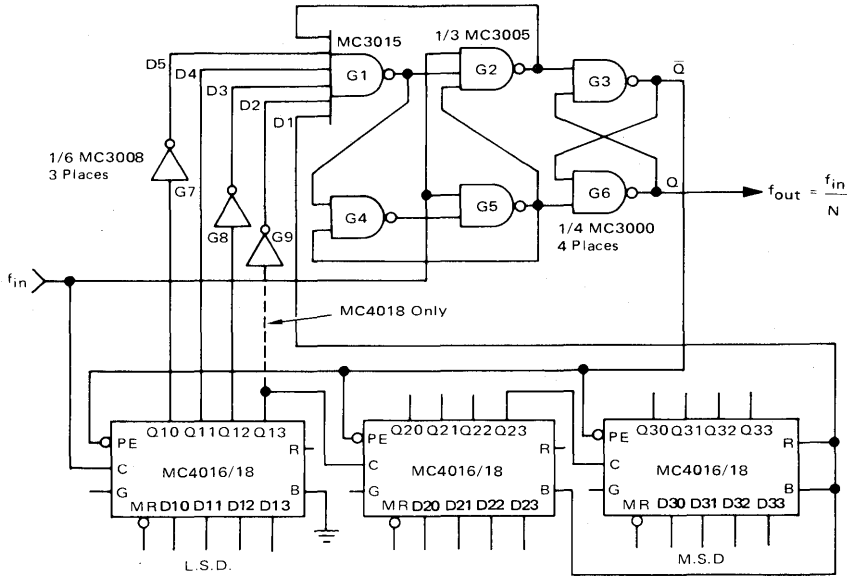 MC3015
1/3 MC3005
D5
D4
D3
D2
D1
G1
G2
G3
Q̅
1/6 MC3008
3 Places
G7
G8
G9
G4
G5
G6
Q
f_out = f_in / N
1/4 MC3000
4 Places
f_in
MC4018 Only
Q10 Q11 Q12 Q13
PE
R
C
MC4016/18
G
B
MR D10 D11 D12 D13
L.S.D.
Q20 Q21 Q22 Q23
PE
R
C
MC4016/18
G
B
MR D20 D21 D22 D23
Q30 Q31 Q32 Q33
PE
R
C
MC4016/18
G
B
MR D30 D31 D32 D33
M.S.D